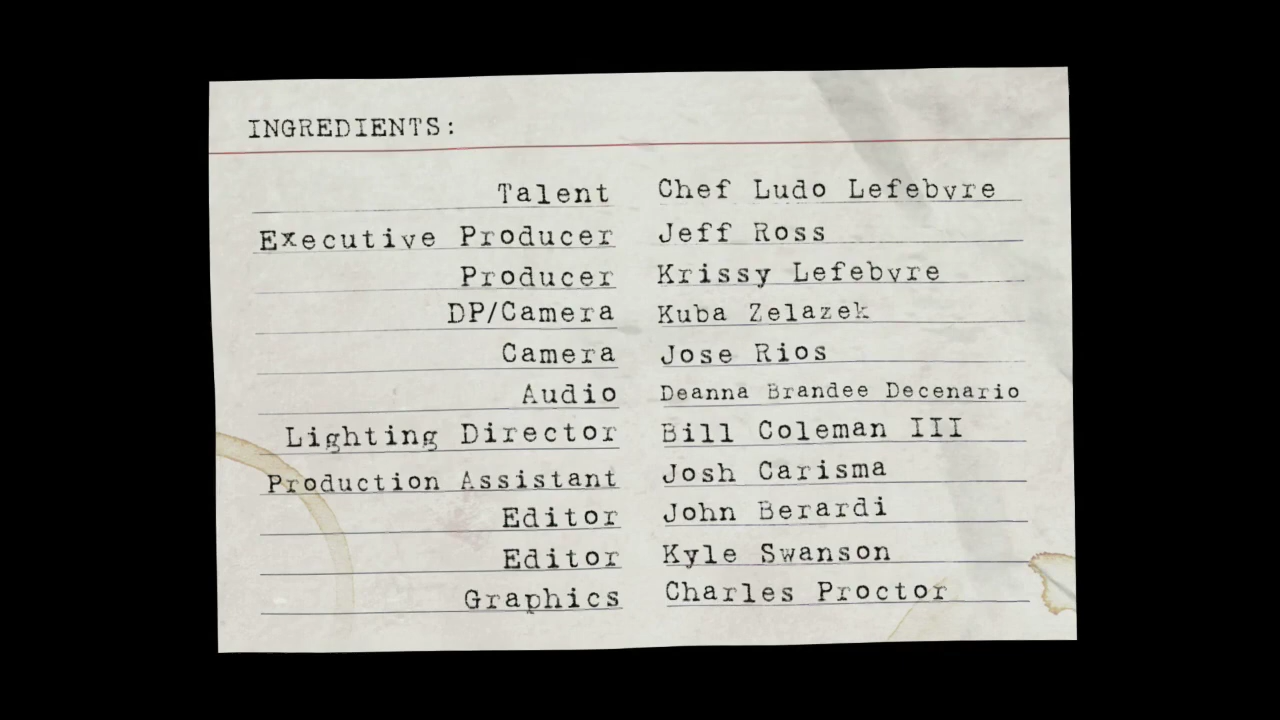 INGREDIENTS:
Talent Chef Ludo Lefebvre
Executive Producer Jeff Ross
Producer Krissy Lefebvre
DP/Camera Kuba Zelazek
Camera Jose Rios
Audio Deanna Brandee Decenario
Lighting Director Bill Coleman III
Production Assistant Josh Carisma
Editor John Berardi
Editor Kyle Swanson
Graphics Charles Proctor